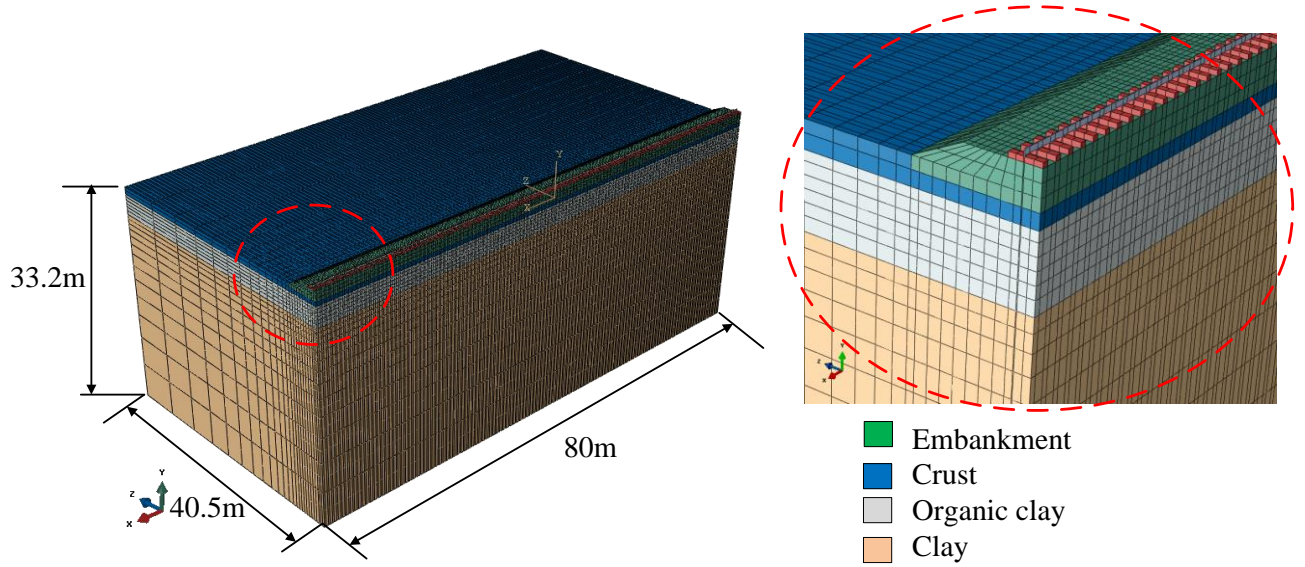 33.2m
40.5m
80m
Y
Z
X
Y
Z
X
Y
Z
X
Embankment
Crust
Organic clay
Clay